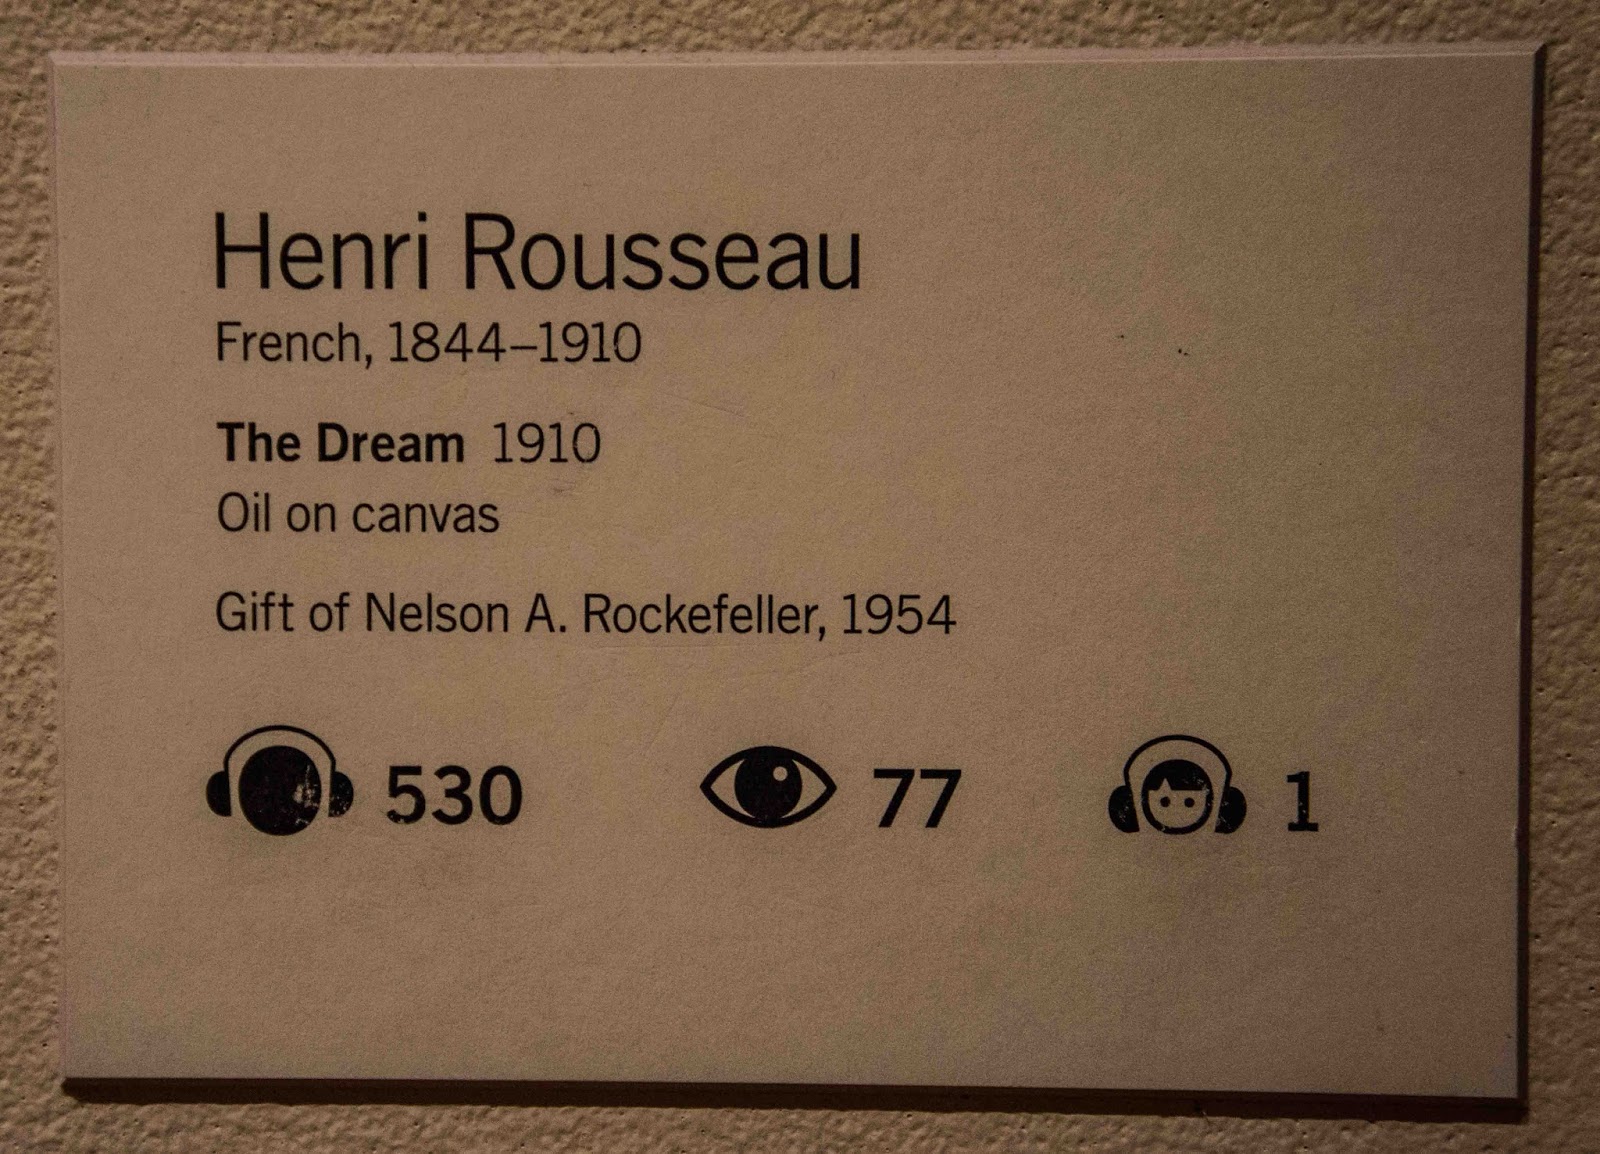 Henri Rousseau
French, 1844–1910
The Dream 1910
Oil on canvas
Gift of Nelson A. Rockefeller, 1954
530 77 1